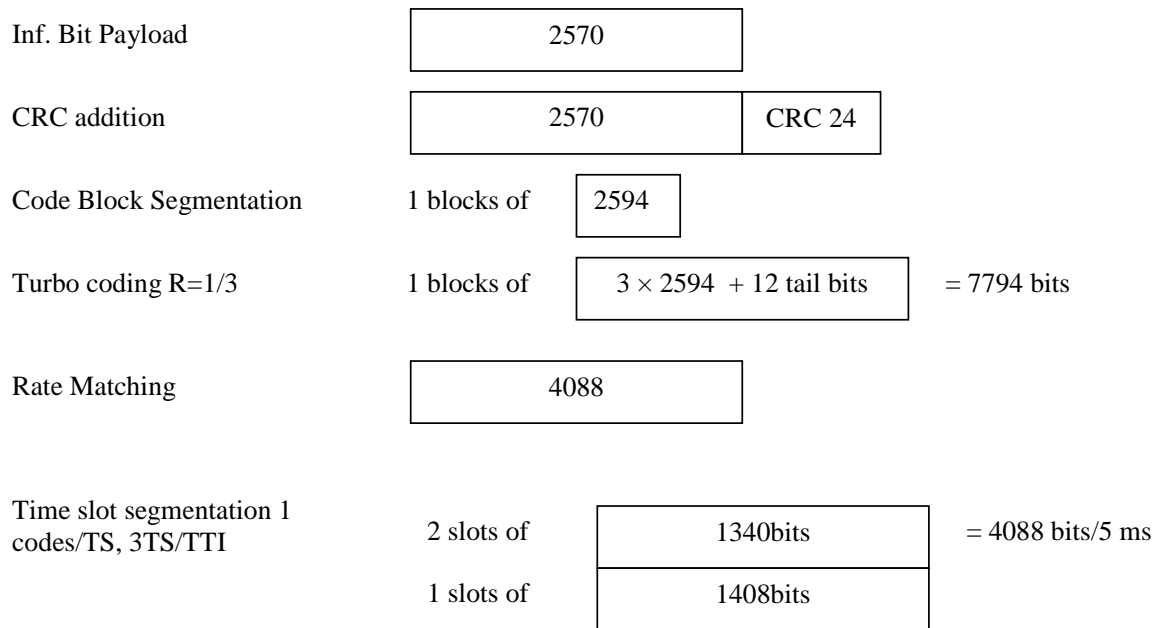 Inf. Bit Payload 2570
CRC addition 2570 CRC 24
Code Block Segmentation 1 blocks of 2594
Turbo coding R=1/3 1 blocks of 3 × 2594 + 12 tail bits = 7794 bits
Rate Matching 4088
Time slot segmentation 1
codes/TS, 3TS/TTI 2 slots of 1340bits = 4088 bits/5 ms
1 slots of 1408bits